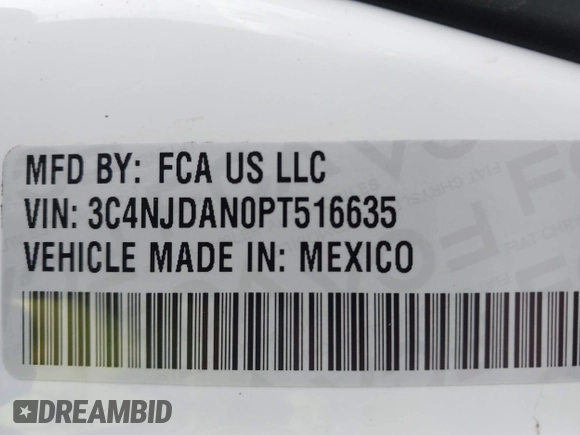 MFD BY: FCA US LLC
VIN: 3C4NJDAN0PT516635
VEHICLE MADE IN: MEXICO
DREAMBID